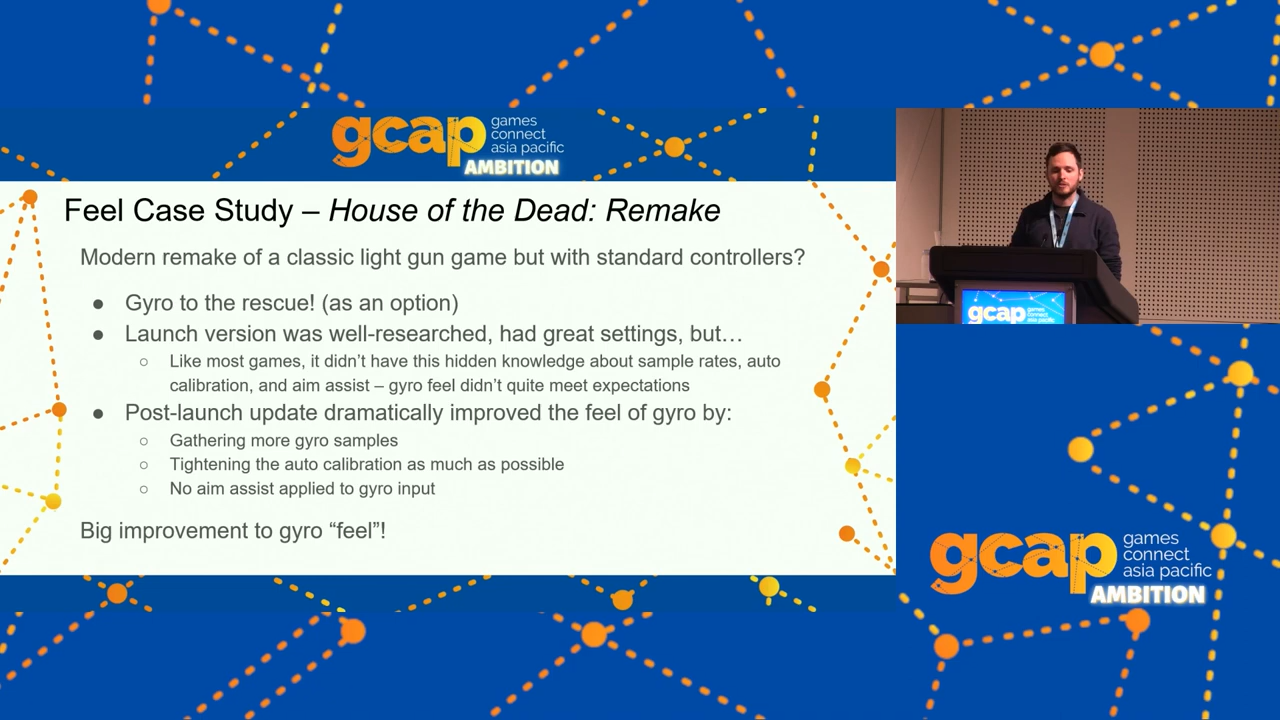 gcap games
connect
asia pacific
AMBITION
Feel Case Study – House of the Dead: Remake
Modern remake of a classic light gun game but with standard controllers?
● Gyro to the rescue! (as an option)
● Launch version was well-researched, had great settings, but…
○ Like most games, it didn’t have this hidden knowledge about sample rates, auto
calibration, and aim assist – gyro feel didn’t quite meet expectations
● Post-launch update dramatically improved the feel of gyro by:
○ Gathering more gyro samples
○ Tightening the auto calibration as much as possible
○ No aim assist applied to gyro input
Big improvement to gyro “feel”!
gcap games
connect
asia pacific
gcap games
connect
asia pacific
AMBITION